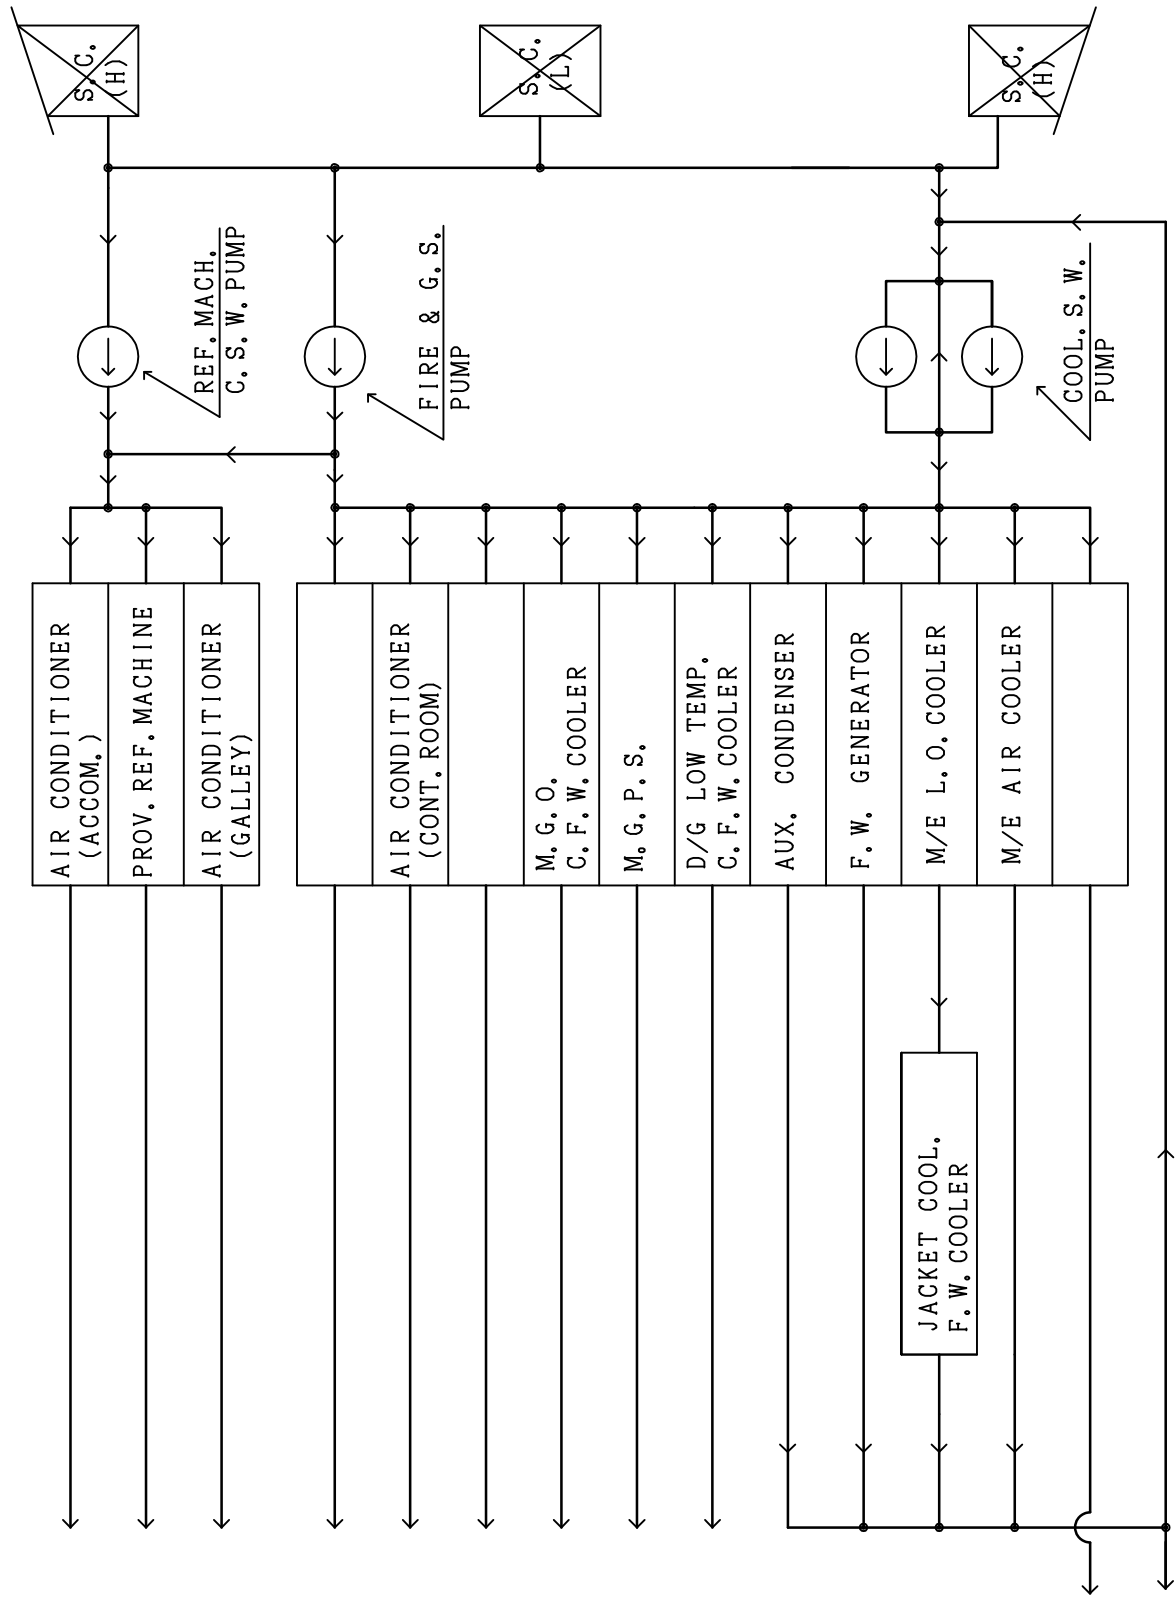 S. C.
(H)
S. C.
(L)
S. C.
(H)
REF. MACH.
C. S. W. PUMP
FIRE & G.S.
PUMP
COOL. S. W.
PUMP
AIR CONDITIONER
(ACCOM.)
PROV. REF. MACHINE
AIR CONDITIONER
(GALLEY)
AIR CONDITIONER
(CONT. ROOM)
M. G. O.
C. F. W. COOLER
M. G. P. S.
D/G LOW TEMP.
C. F. W. COOLER
AUX. CONDENSER
F. W. GENERATOR
M/E L. O. COOLER
M/E AIR COOLER
JACKET COOL.
F. W. COOLER